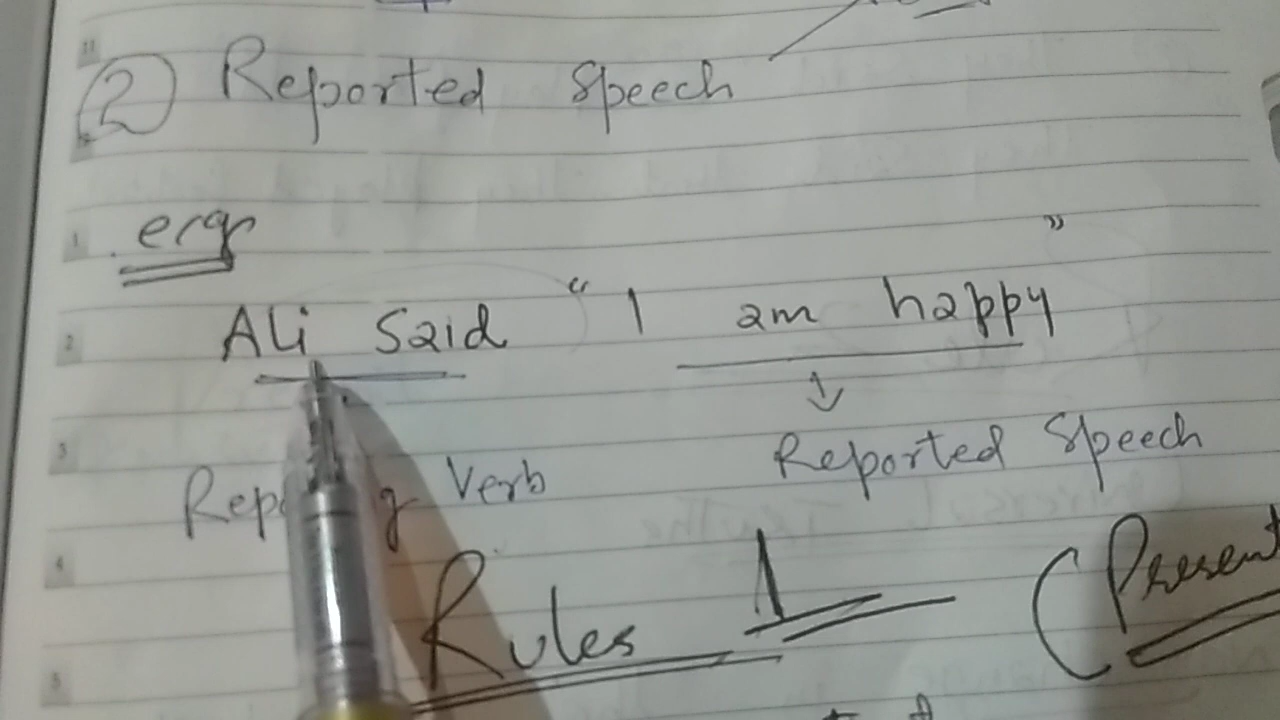 2 Reported Speech
Ali said “ I am happy ”
Verb Reported Speech
Rules 1 (Present